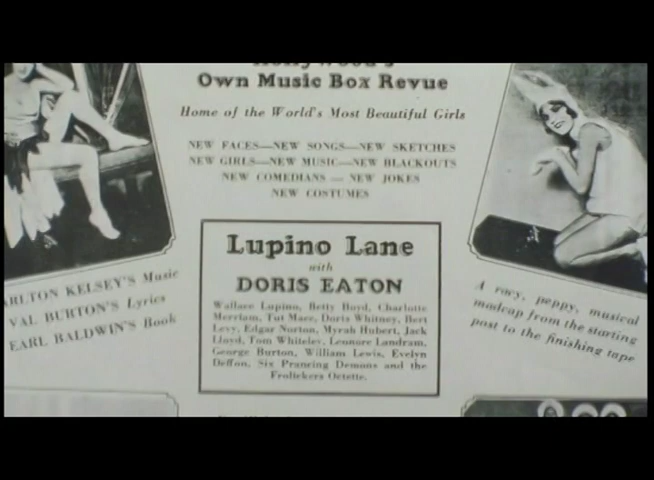 Hollywood's
Own Music Box Revue
Home of the World's Most Beautiful Girls
NEW FACES—NEW SONGS—NEW SKETCHES
NEW GIRLS—NEW MUSIC—NEW BLACKOUTS
NEW COMEDIANS — NEW JOKES
NEW COSTUMES
Lupino Lane
with
DORIS EATON
Wallace Lupino, Betty Boyd, Charlotte
Merriam, Tut Mace, Doris Whitney, Bert
Levy, Edgar Norton, Myrah Hubert, Jack
Lloyd, Tom Whiteley, Lenore Landram,
George Burton, William Lewis, Evelyn
Deffon, Six Prancing Demons and the
Frolickers Octette.
ARLTON KELSEY'S Music
VAL BURTON'S Lyrics
EARL BALDWIN'S Book
A racy, peppy, musical
madcap from the starting
post to the finishing tape